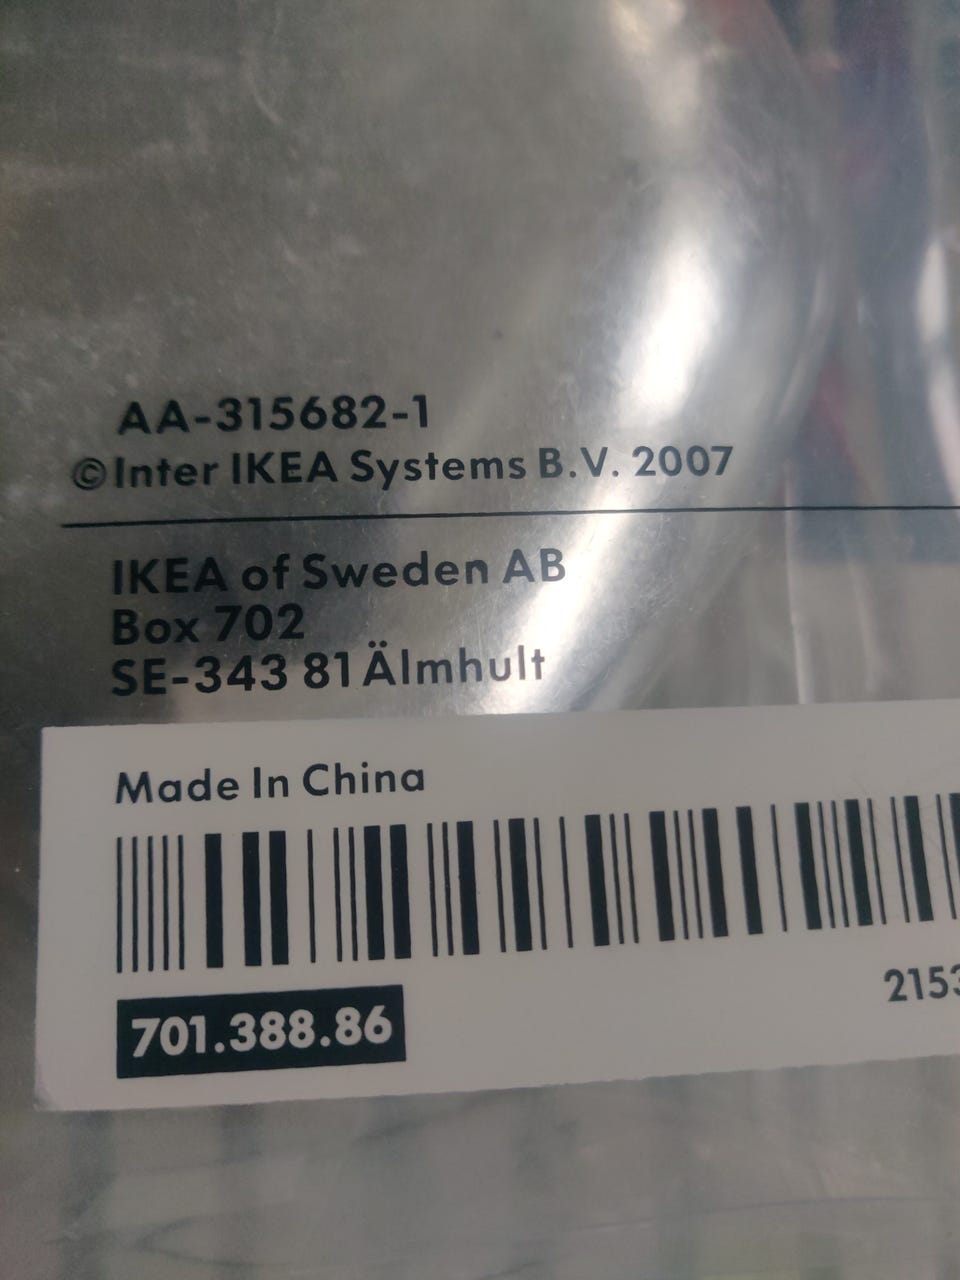 AA-315682-1
©Inter IKEA Systems B.V. 2007
IKEA of Sweden AB
Box 702
SE-343 81 Älmhult
Made In China
2153
701.388.86